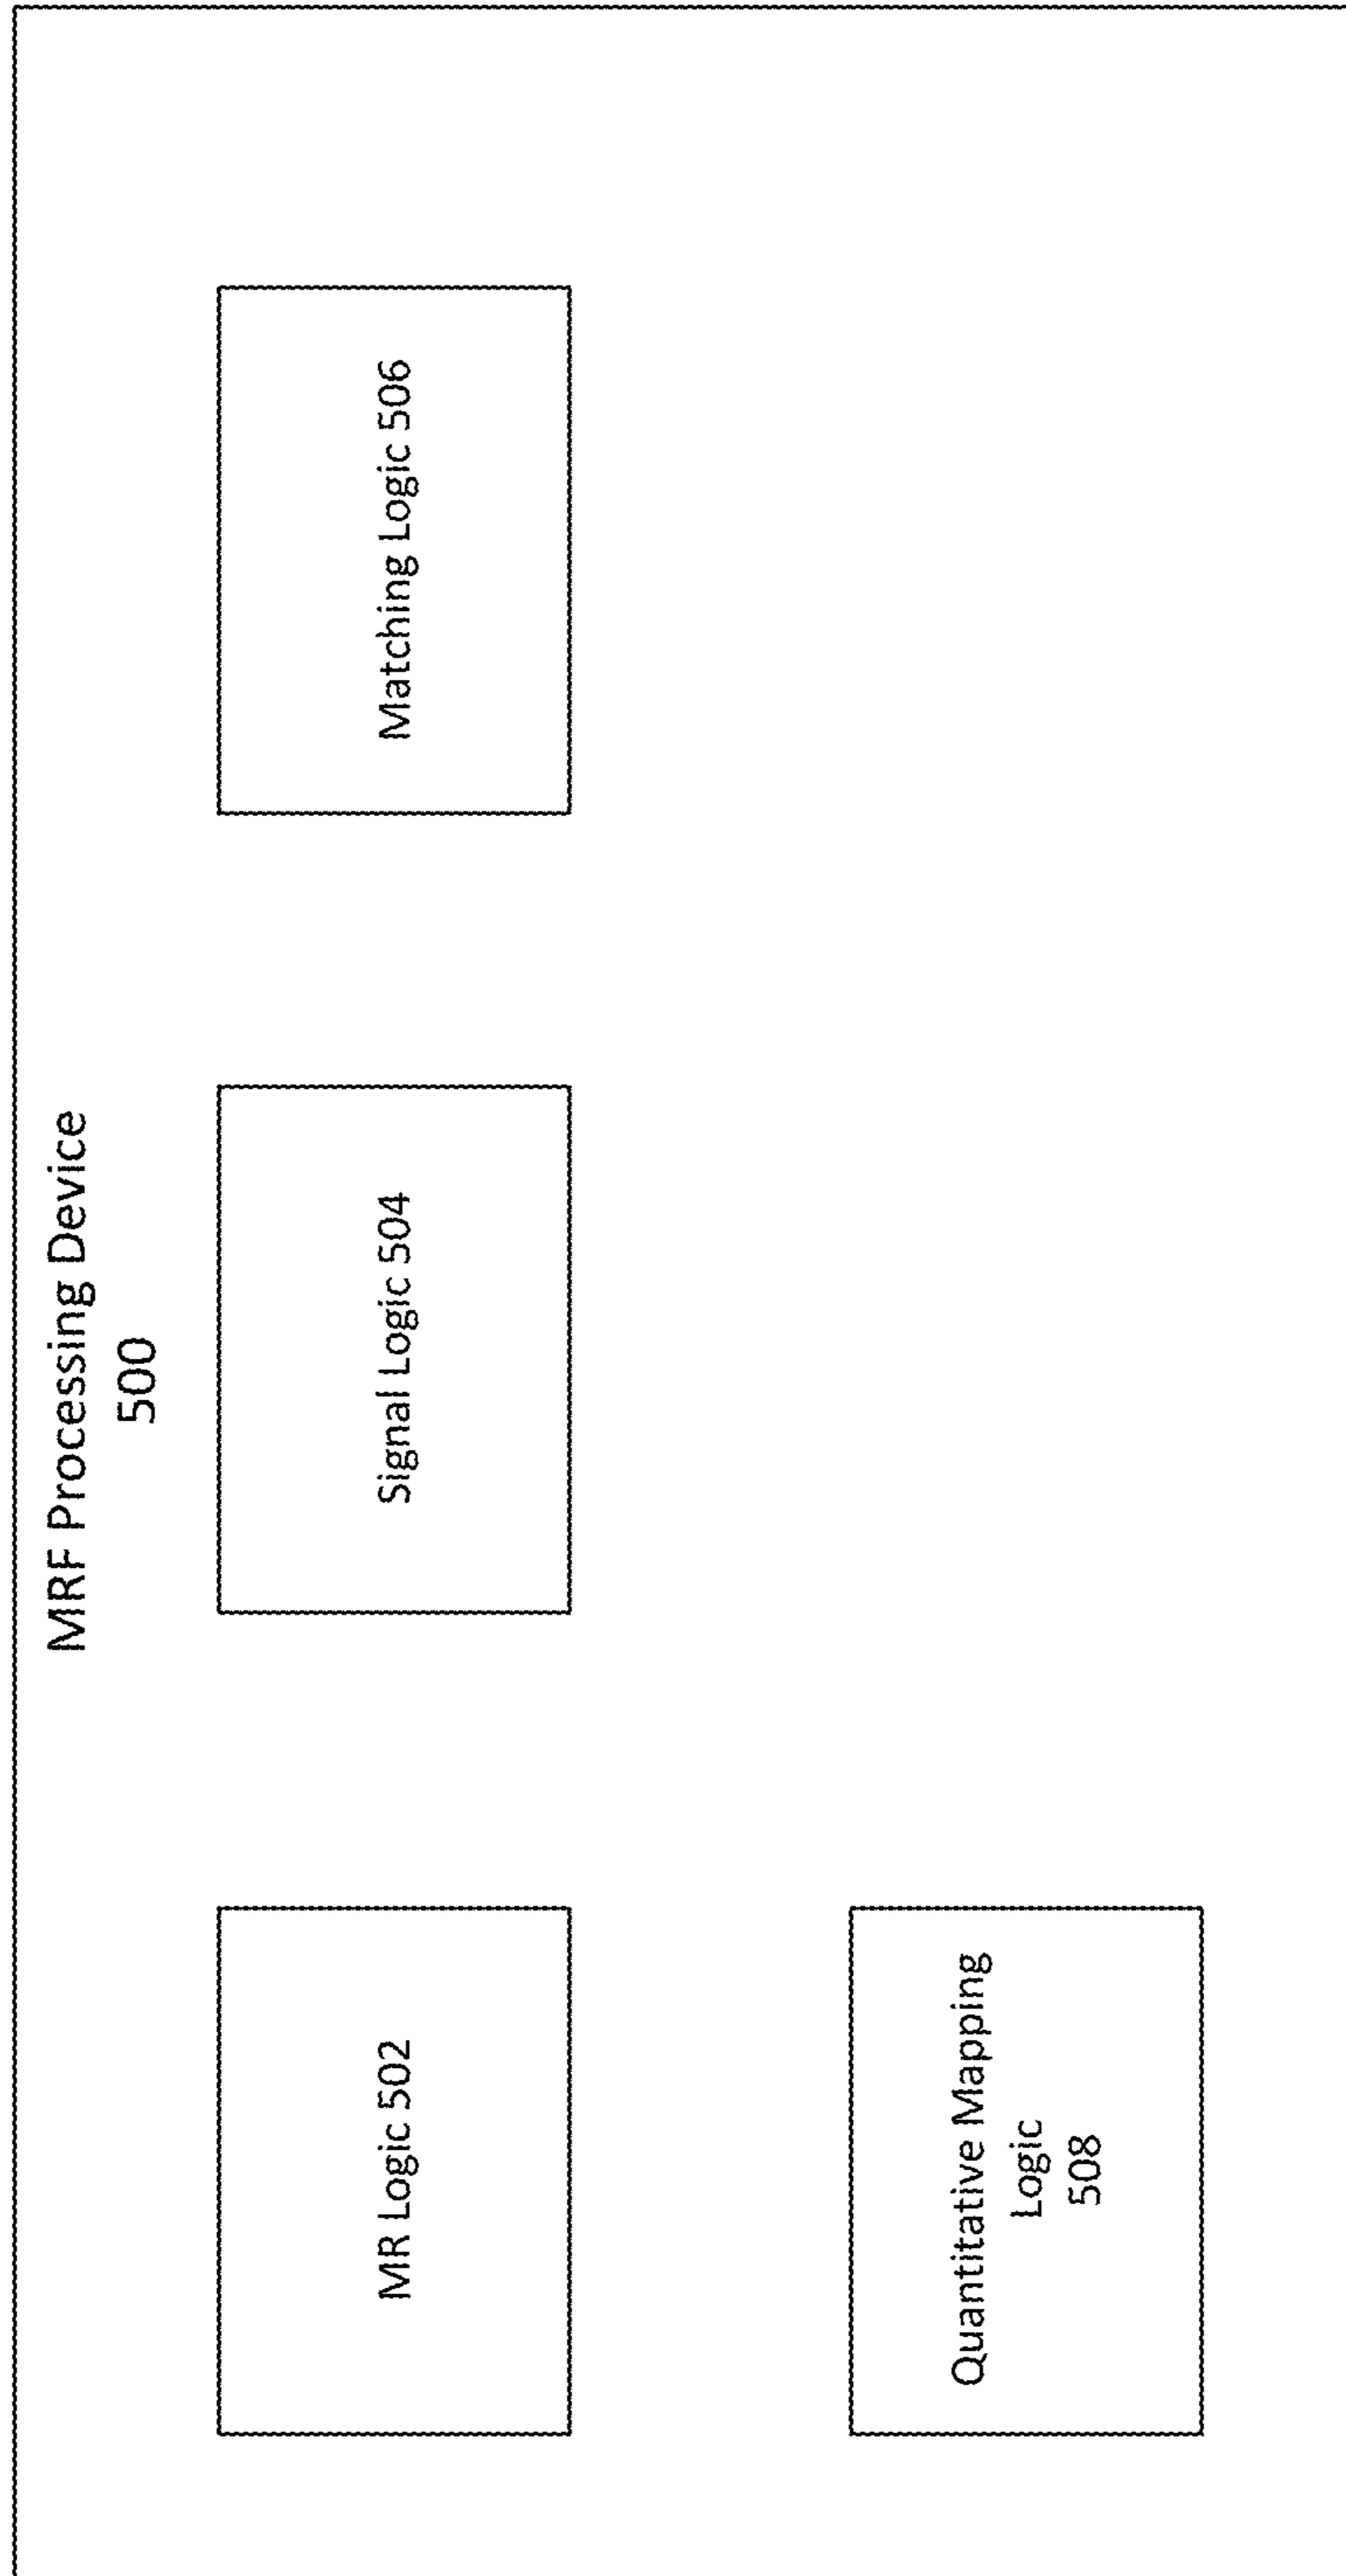 MRF Processing Device
500
MR Logic 502
Signal Logic 504
Matching Logic 506
Quantitative Mapping
Logic
508